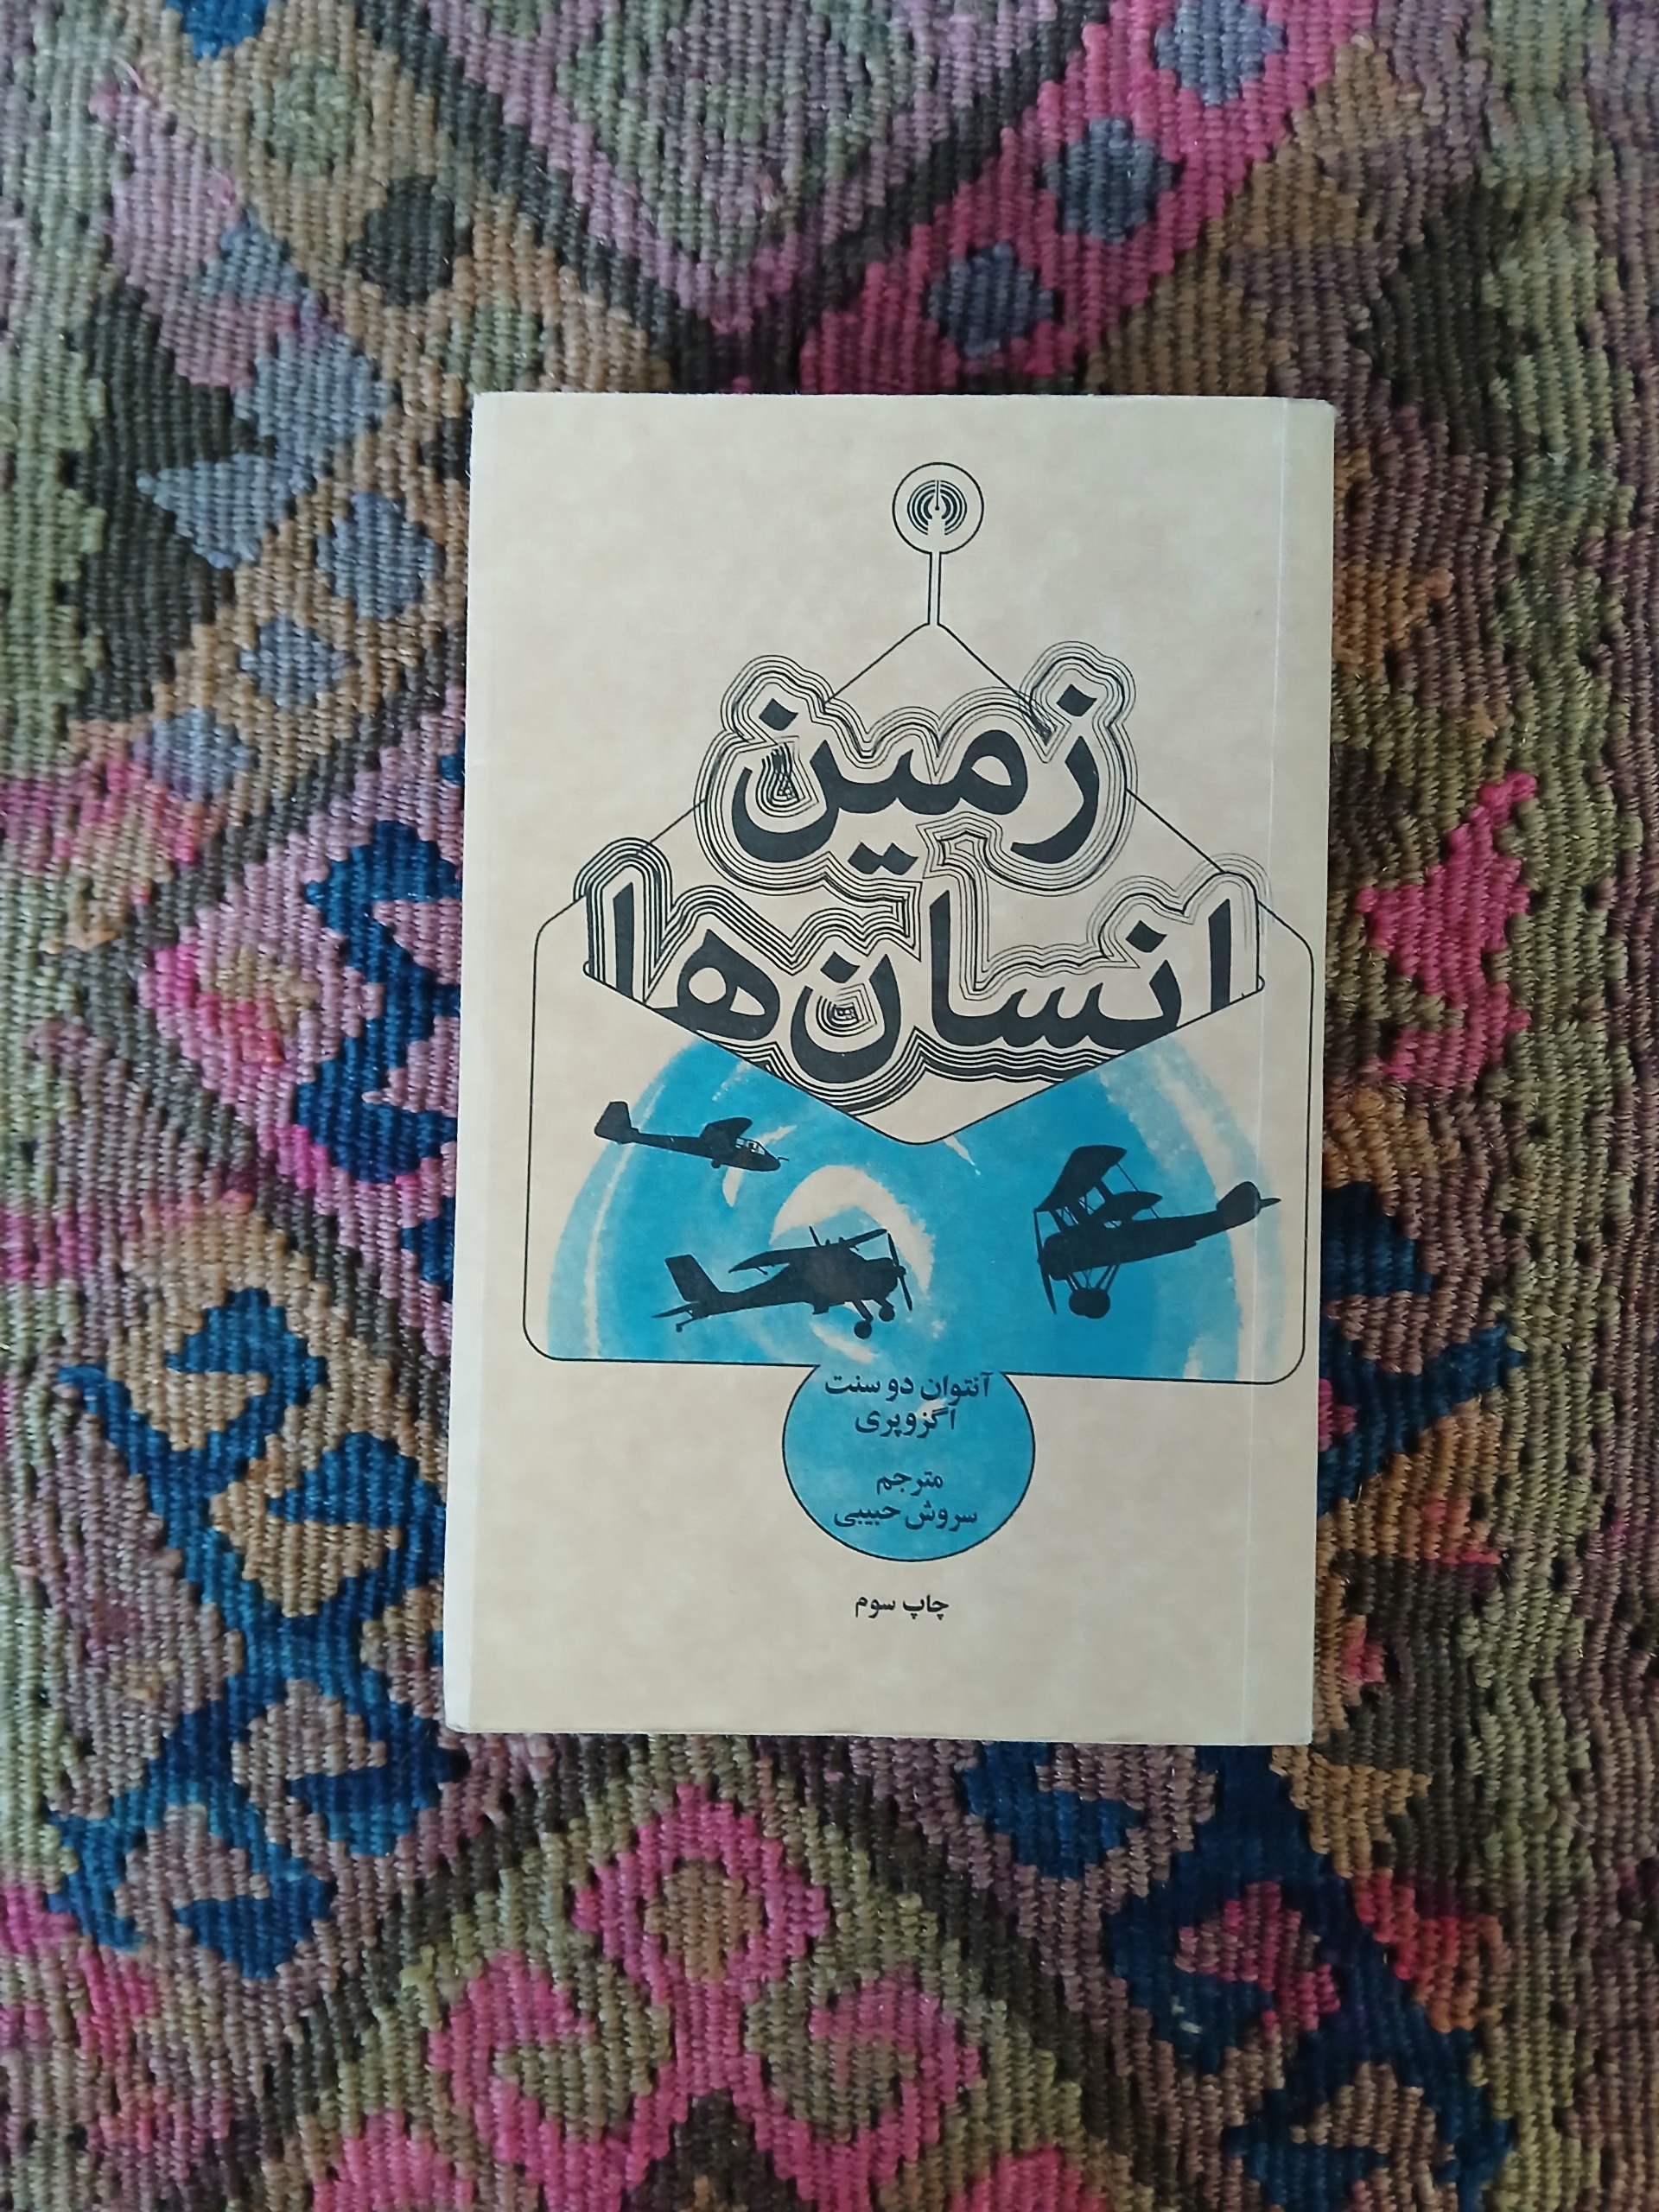 زمین
انسان‌ها
آنتوان دو سنت
اگزوپری
مترجم
سروش حبیبی
چاپ سوم